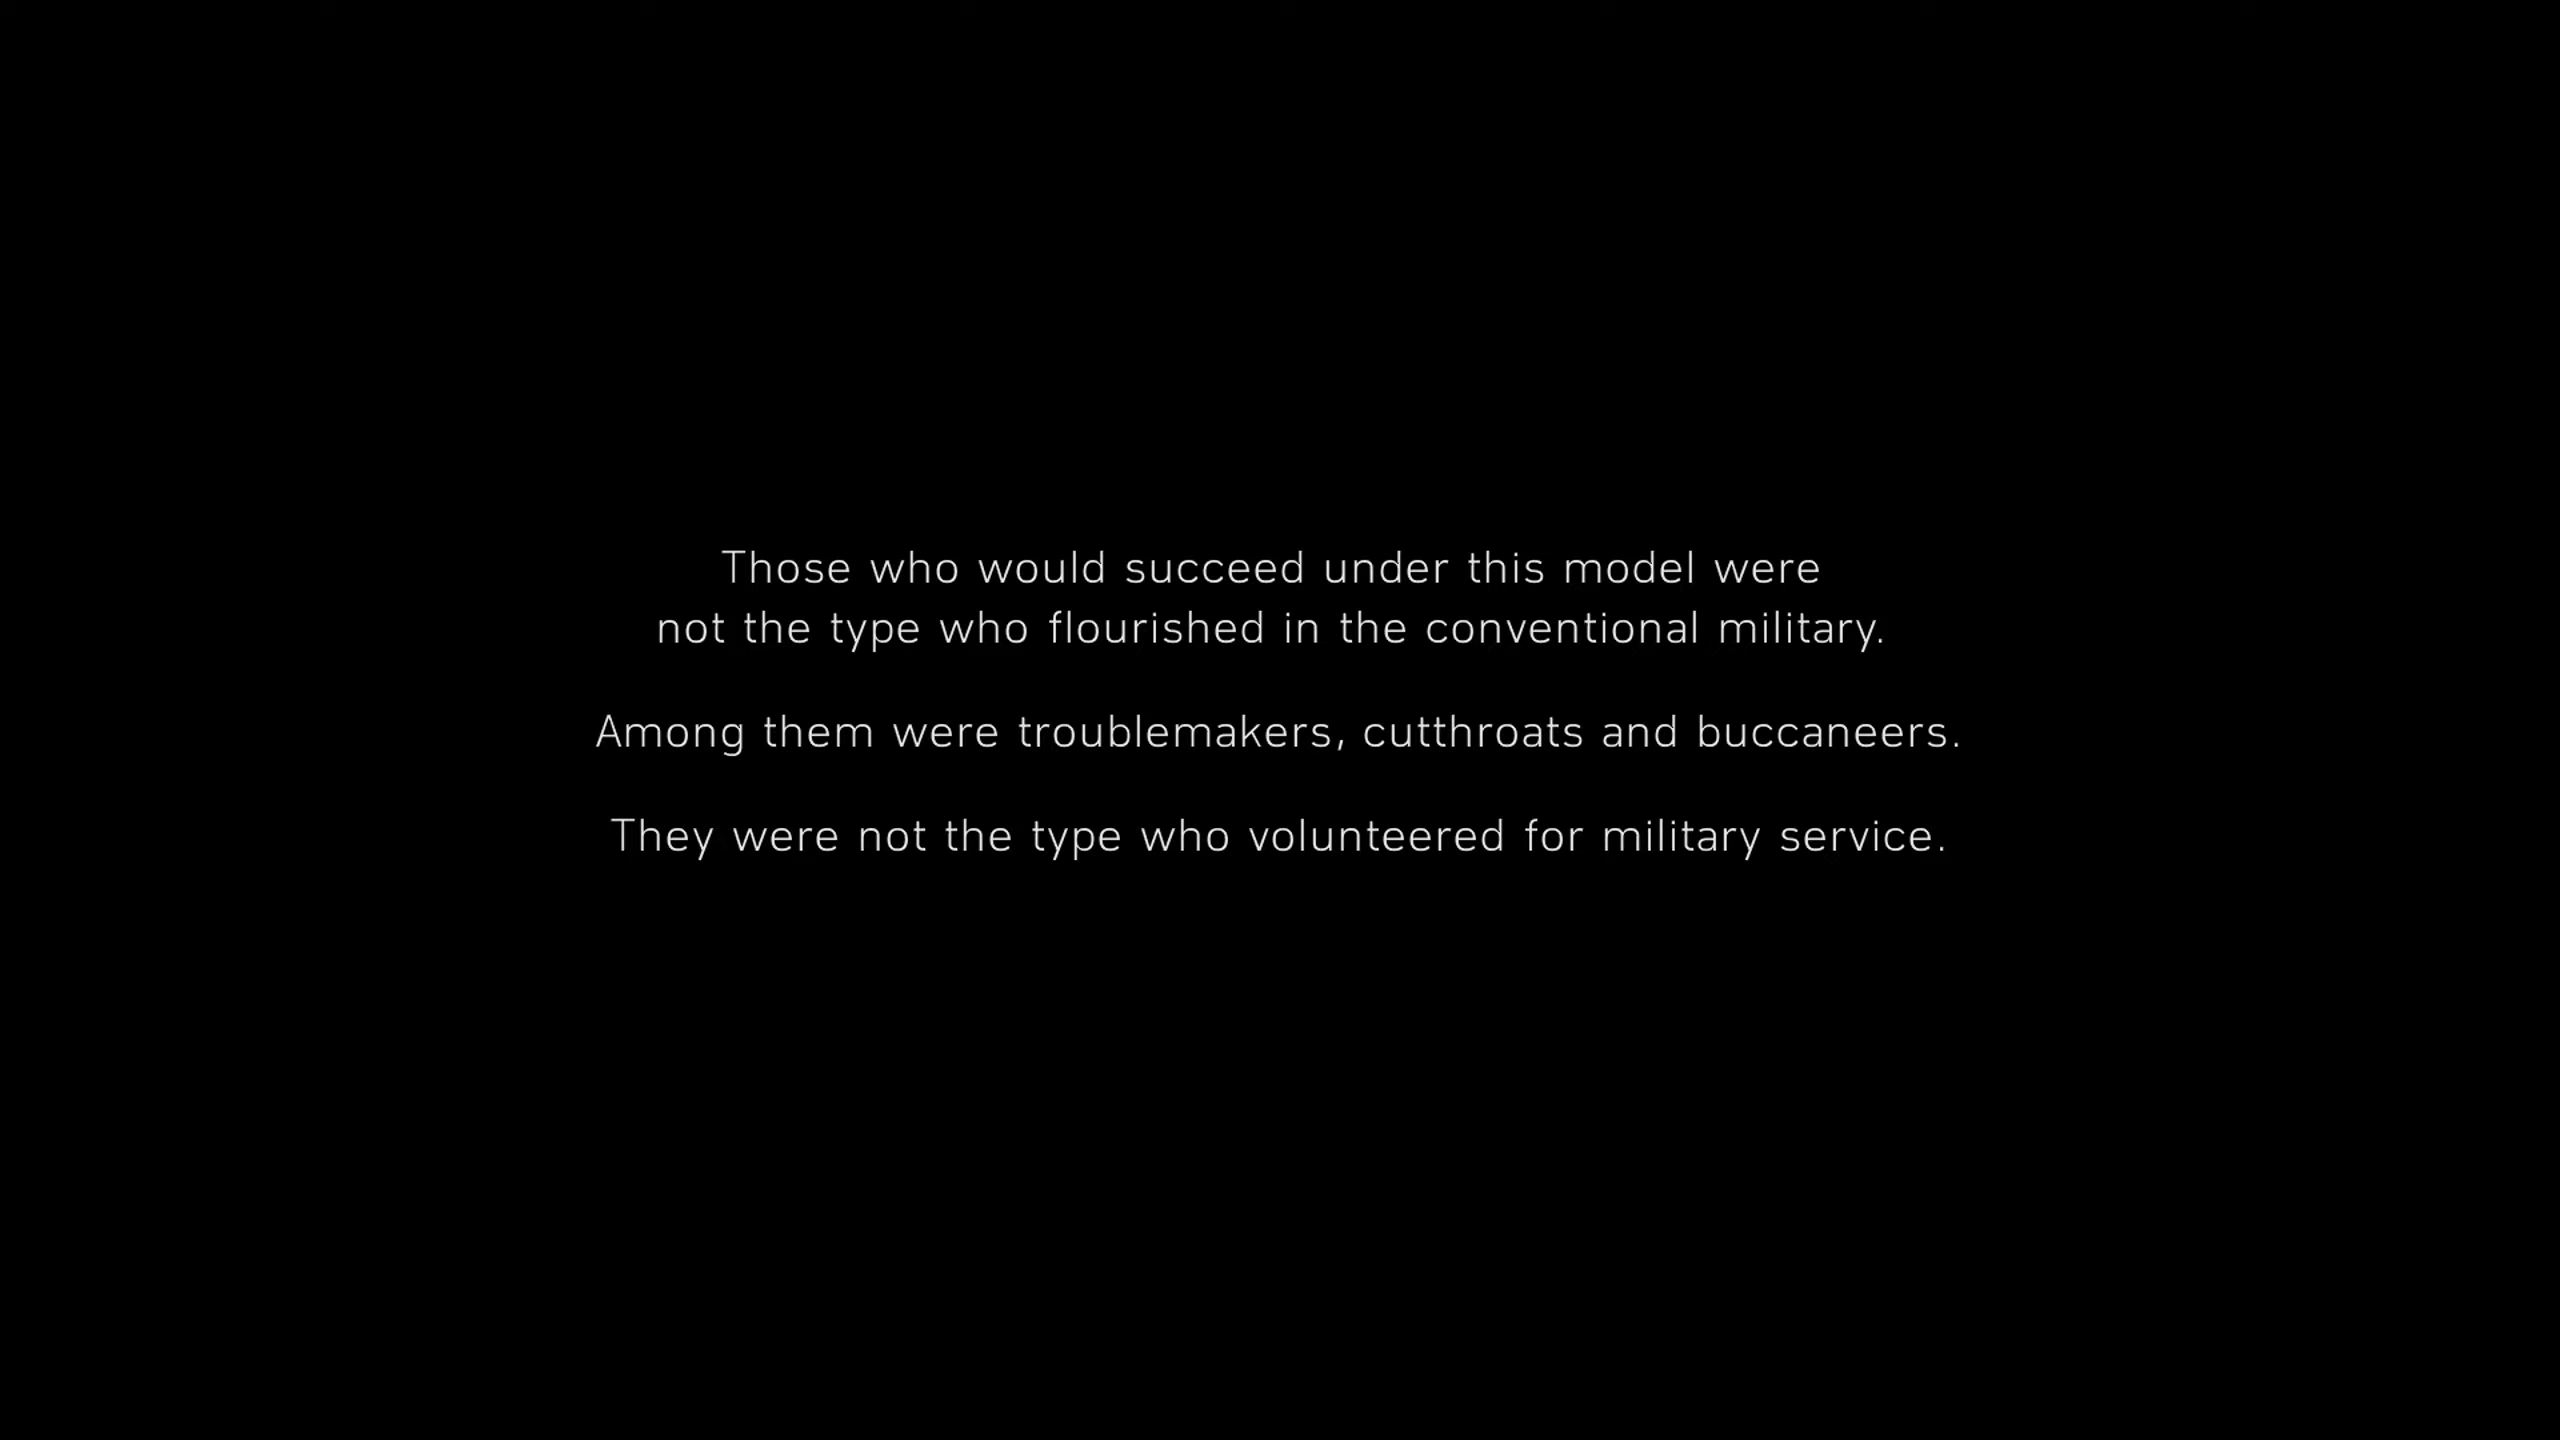 Those who would succeed under this model were
not the type who flourished in the conventional military.
Among them were troublemakers, cutthroats and buccaneers.
They were not the type who volunteered for military service.